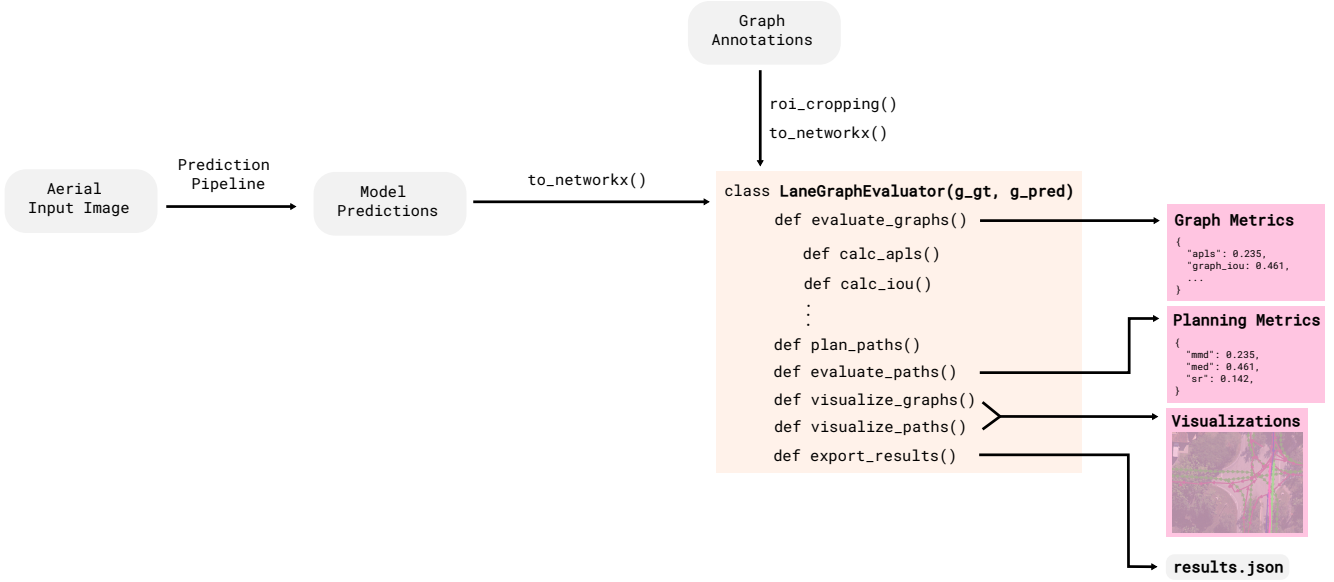 Graph
Annotations
roi_cropping()
to_networkx()
Prediction
Pipeline
Aerial
Input Image
Model
Predictions
to_networkx()
class LaneGraphEvaluator(g_gt, g_pred)
def evaluate_graphs()
def calc_apls()
def calc_iou()
.
.
.
def plan_paths()
def evaluate_paths()
def visualize_graphs()
def visualize_paths()
def export_results()
Graph Metrics
{
"apls": 0.235,
"graph_iou: 0.461,
...
}
Planning Metrics
{
"mmd": 0.235,
"med": 0.461,
"sr": 0.142,
}
Visualizations
results.json